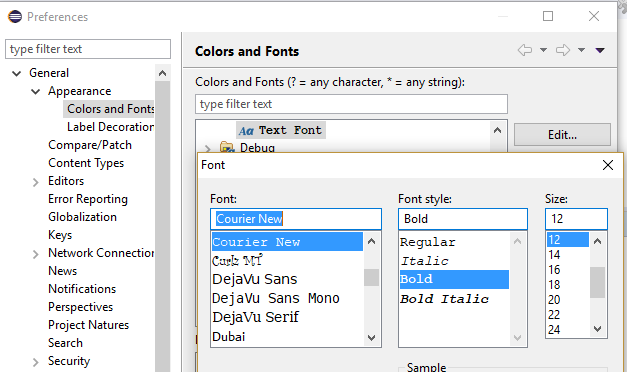 Preferences
type filter text
General
Appearance
Colors and Fonts
Label Decoration
Compare/Patch
Content Types
Editors
Error Reporting
Globalization
Keys
Network Connection
News
Notifications
Perspectives
Project Natures
Search
Security
Colors and Fonts
Colors and Fonts (? = any character, * = any string):
type filter text
Aa Text Font
Debug
Edit...
Font
Font:
Courier New
Courier New
Curlz MT
DejaVu Sans
DejaVu Sans Mono
DejaVu Serif
Dubai
Font style:
Bold
Regular
Italic
Bold
Bold Italic
Size:
12
12
14
16
18
20
22
24
Sample